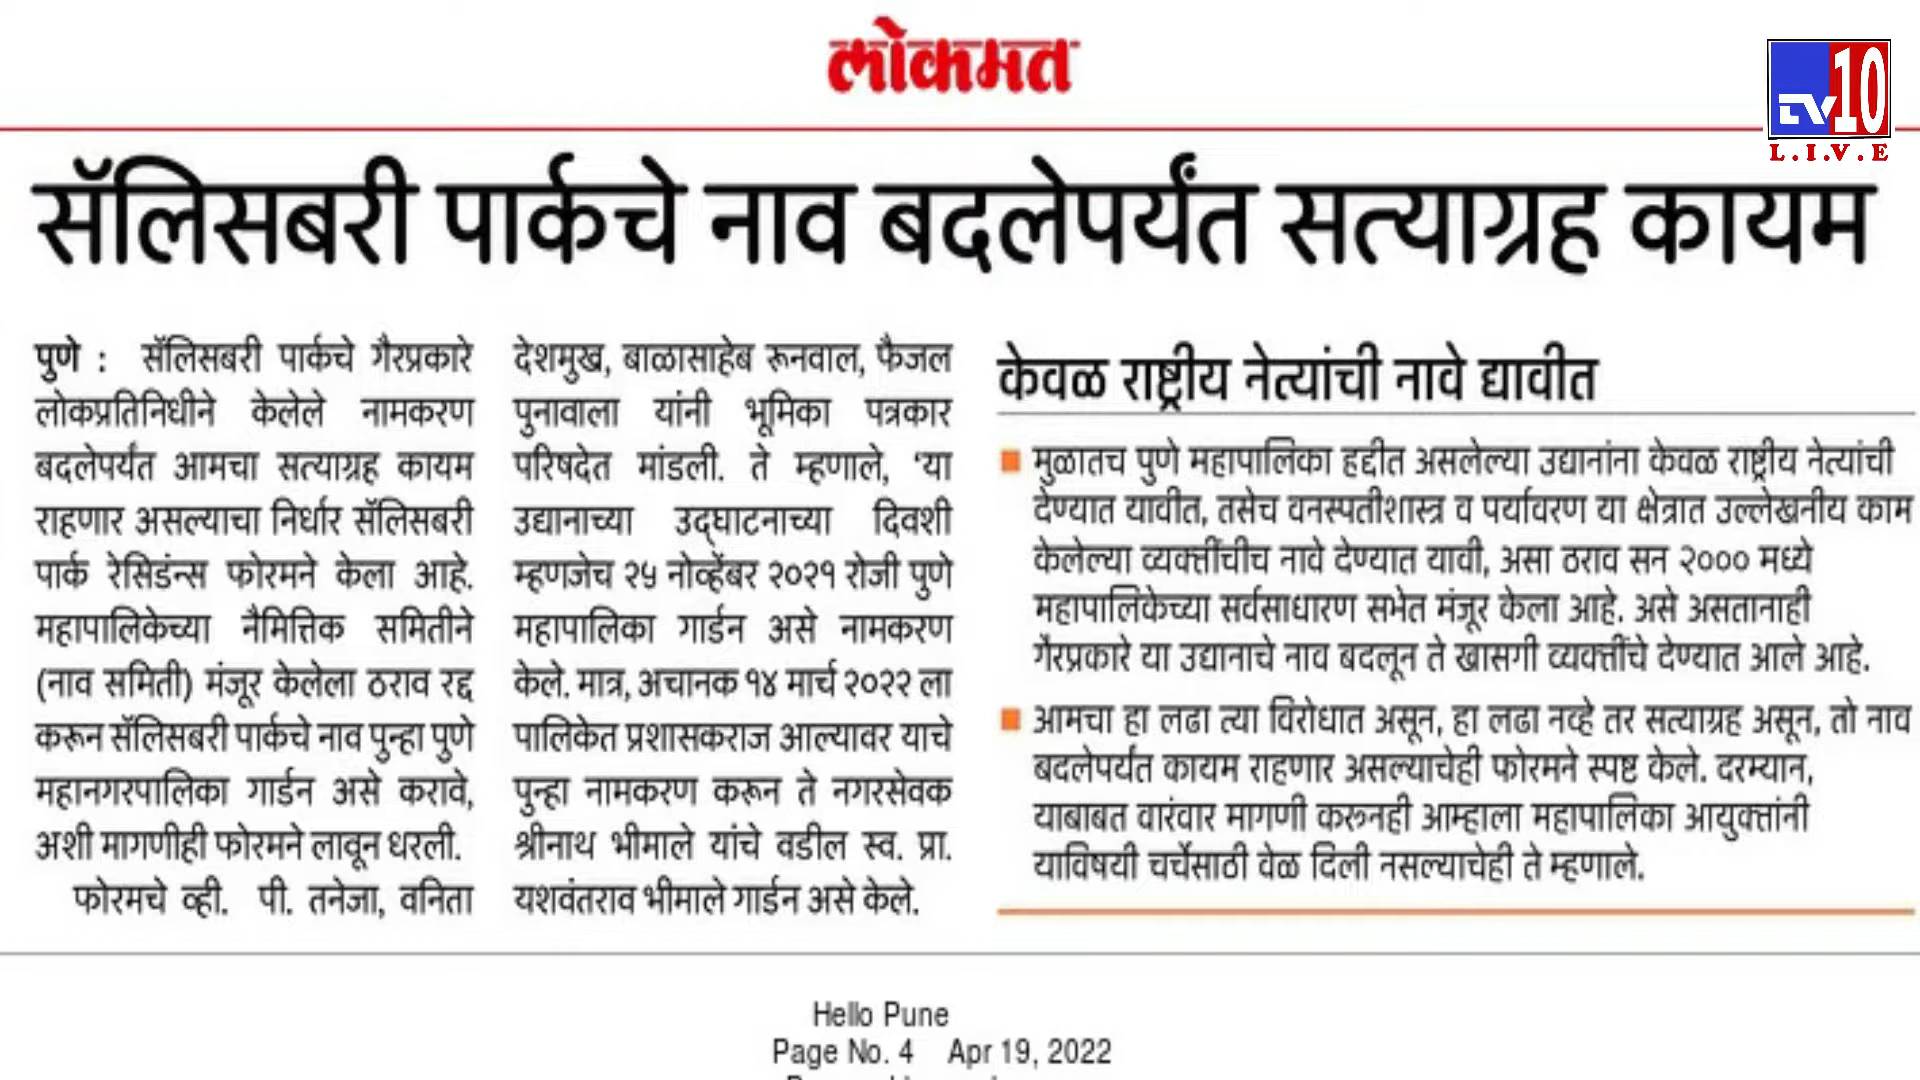 लोकमत
tv10
L.I.V.E
सॅलिसबरी पार्कचे नाव बदलेपर्यंत सत्याग्रह कायम
पुणे : सॅलिसबरी पार्कचे गैरप्रकारे
लोकप्रतिनिधीने केलेले नामकरण
बदलेपर्यंत आमचा सत्याग्रह कायम
राहणार असल्याचा निर्धार सॅलिसबरी
पार्क रेसिडंन्स फोरमने केला आहे.
महापालिकेच्या नैमित्तिक समितीने
(नाव समिती) मंजूर केलेला ठराव रद्द
करून सॅलिसबरी पार्कचे नाव पुन्हा पुणे
महानगरपालिका गार्डन असे करावे,
अशी मागणीही फोरमने लावून धरली.
फोरमचे व्ही. पी. तनेजा, वनिता
देशमुख, बाळासाहेब रूनवाल, फैजल
पुनावाला यांनी भूमिका पत्रकार
परिषदेत मांडली. ते म्हणाले, ‘या
उद्यानाच्या उद्‌घाटनाच्या दिवशी
म्हणजेच २५ नोव्हेंबर २०२१ रोजी पुणे
महापालिका गार्डन असे नामकरण
केले. मात्र, अचानक १४ मार्च २०२२ ला
पालिकेत प्रशासकराज आल्यावर याचे
पुन्हा नामकरण करून ते नगरसेवक
श्रीनाथ भीमाले यांचे वडील स्व. प्रा.
यशवंतराव भीमाले गार्डन असे केले.
केवळ राष्ट्रीय नेत्यांची नावे द्यावीत
मुळातच पुणे महापालिका हद्दीत असलेल्या उद्यानांना केवळ राष्ट्रीय नेत्यांची
देण्यात यावीत, तसेच वनस्पतीशास्त्र व पर्यावरण या क्षेत्रात उल्लेखनीय काम
केलेल्या व्यक्तींचीच नावे देण्यात यावी, असा ठराव सन २००० मध्ये
महापालिकेच्या सर्वसाधारण सभेत मंजूर केला आहे. असे असतानाही
गैरप्रकारे या उद्यानाचे नाव बदलून ते खासगी व्यक्तींचे देण्यात आले आहे.
आमचा हा लढा त्या विरोधात असून, हा लढा नव्हे तर सत्याग्रह असून, तो नाव
बदलेपर्यंत कायम राहणार असल्याचेही फोरमने स्पष्ट केले. दरम्यान,
याबाबत वारंवार मागणी करूनही आम्हाला महापालिका आयुक्तांनी
याविषयी चर्चेसाठी वेळ दिली नसल्याचेही ते म्हणाले.
Hello Pune
Page No. 4 Apr 19, 2022